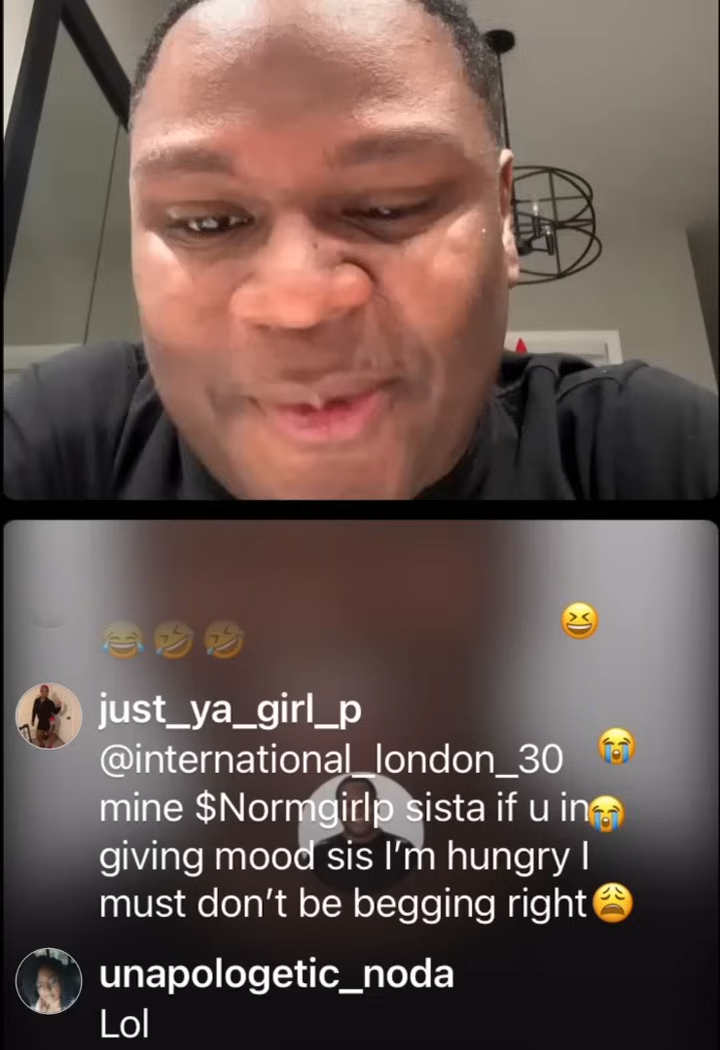 😂🤣🤣
just_ya_girl_p
@international_london_30
mine $Normgirlp sista if u in
giving mood sis I’m hungry I
must don’t be begging right😩
unapologetic_noda
Lol